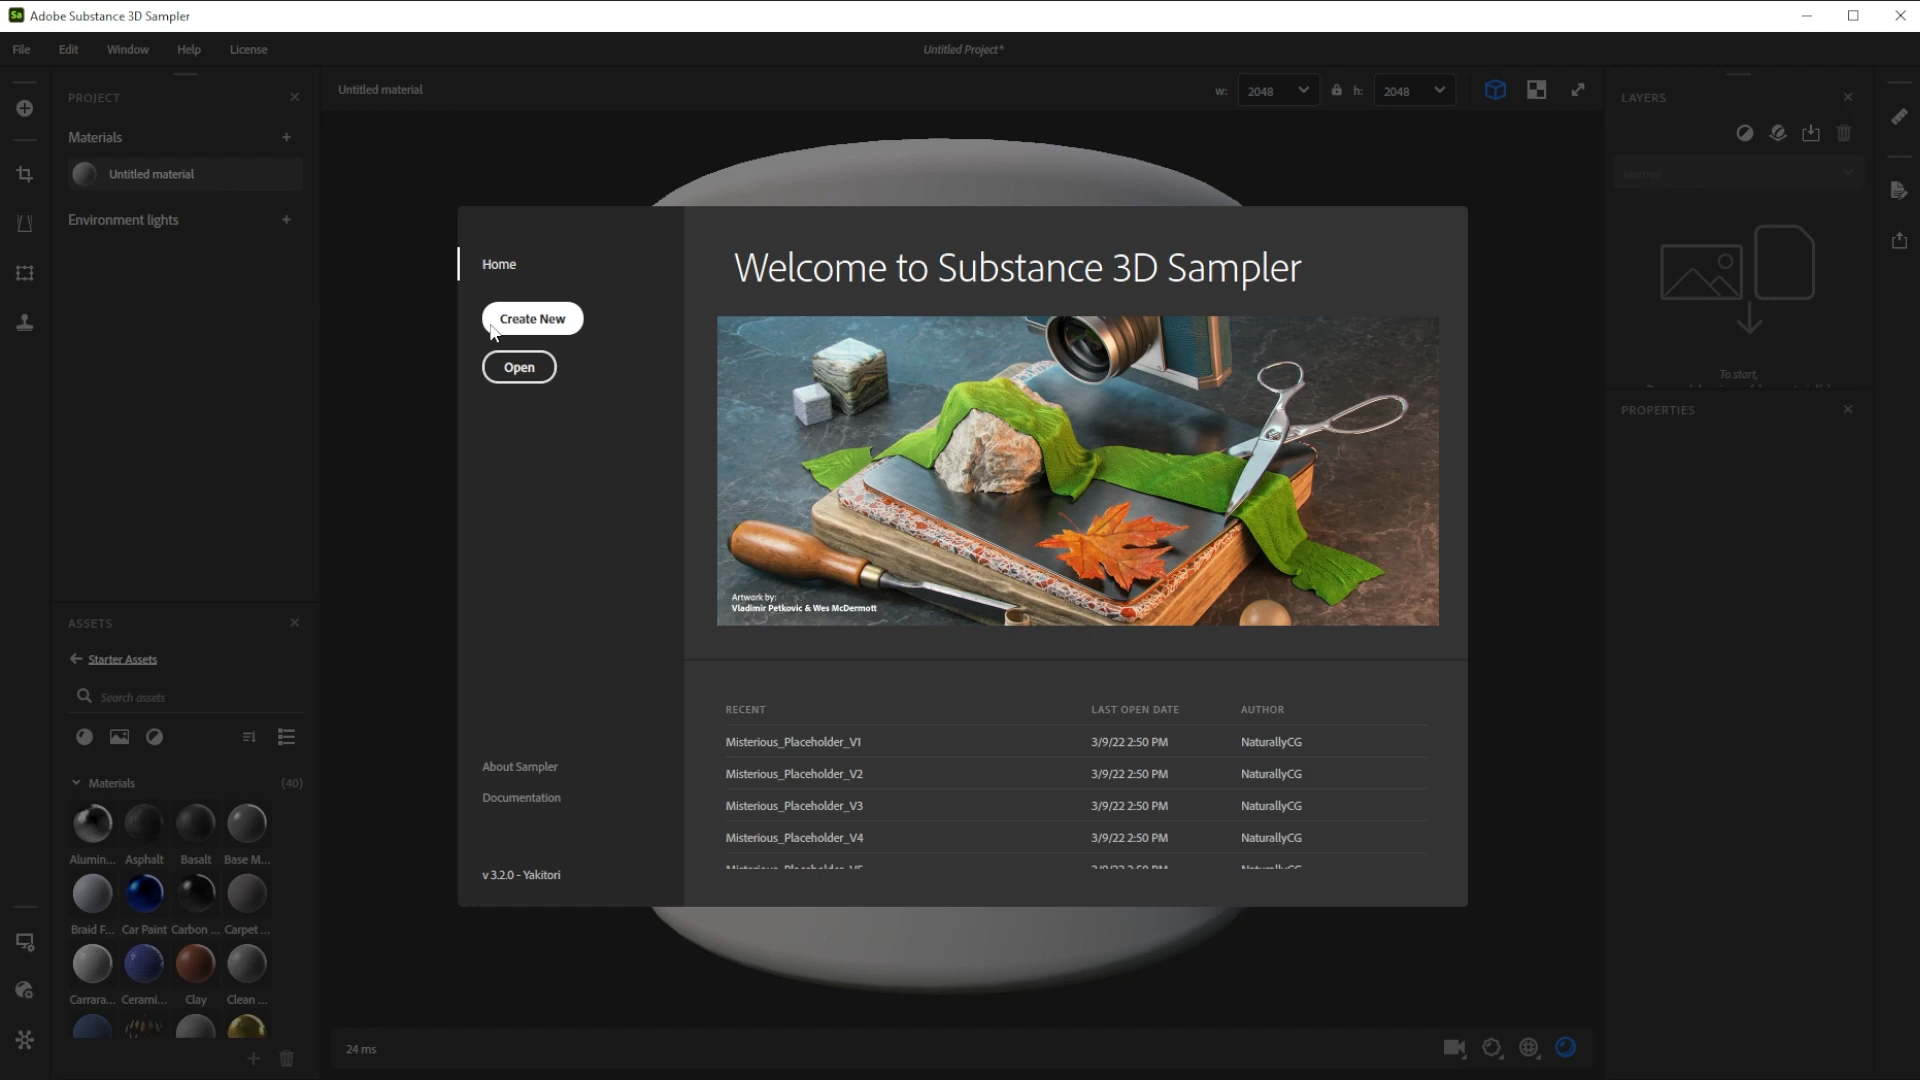 Adobe Substance 3D Sampler
File Edit Window Help License
Untitled Project*
PROJECT
Materials
Untitled material
Environment lights
Untitled material
w: 2048 h: 2048
LAYERS
Normal
To start,
PROPERTIES
Home
Create New
Open
About Sampler
Documentation
v 3.2.0 - Yakitori
Welcome to Substance 3D Sampler
Artwork by:
Vladimir Petkovic & Wes McDermott
RECENT LAST OPEN DATE AUTHOR
Misterious_Placeholder_V1 3/9/22 2:50 PM NaturallyCG
Misterious_Placeholder_V2 3/9/22 2:50 PM NaturallyCG
Misterious_Placeholder_V3 3/9/22 2:50 PM NaturallyCG
Misterious_Placeholder_V4 3/9/22 2:50 PM NaturallyCG
ASSETS
Starter Assets
Search assets
Materials (40)
Alumin... Asphalt Basalt Base M...
Braid F... Car Paint Carbon ... Carpet ...
Carrara... Cerami... Clay Clean ...
24 ms